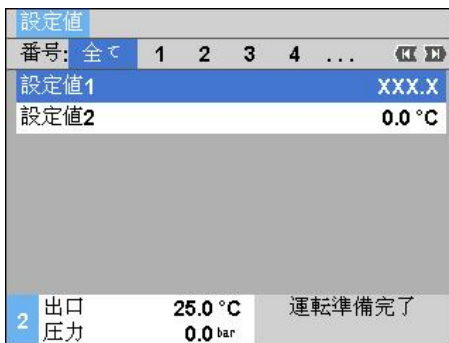 設定値
番号: 全て 1 2 3 4 ...
設定値1 XXX.X
設定値2 0.0 °C
2 出口 25.0 °C 運転準備完了
圧力 0.0 bar